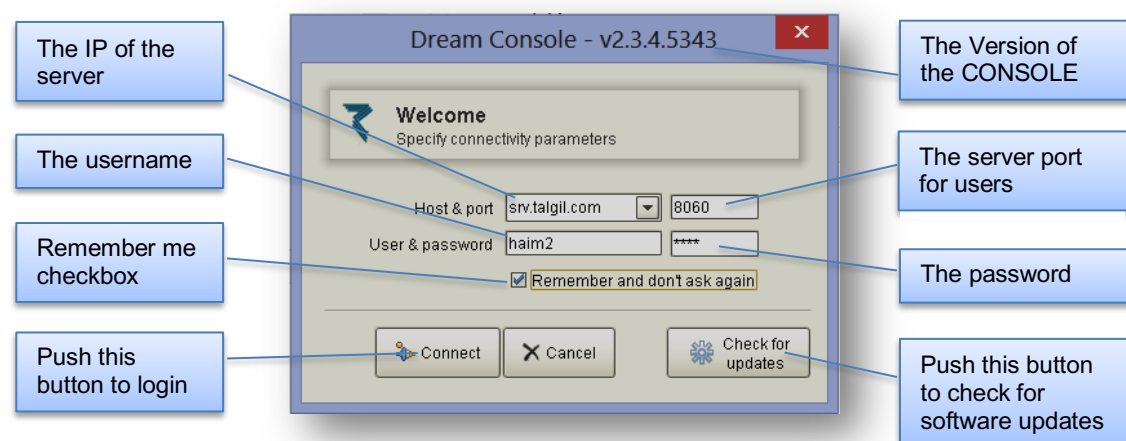 Dream Console - v2.3.4.5343
The IP of the
server
The Version of
the CONSOLE
Welcome
Specify connectivity parameters
The username
The server port
for users
Host & port srv.talgil.com 8060
User & password haim2 ****
Remember me
checkbox
Remember and don't ask again
The password
Push this
button to login
Connect
Cancel
Check for
updates
Push this button
to check for
software updates